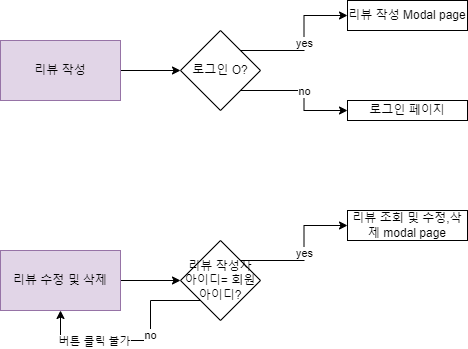 리뷰 작성 Modal page
yes
리뷰 작성
로그인 O?
no
로그인 페이지
리뷰 조회 및 수정,삭
제 modal page
yes
리뷰 작성자
아이디= 회원
아이디?
리뷰 수정 및 삭제
no
버튼 클릭 불가